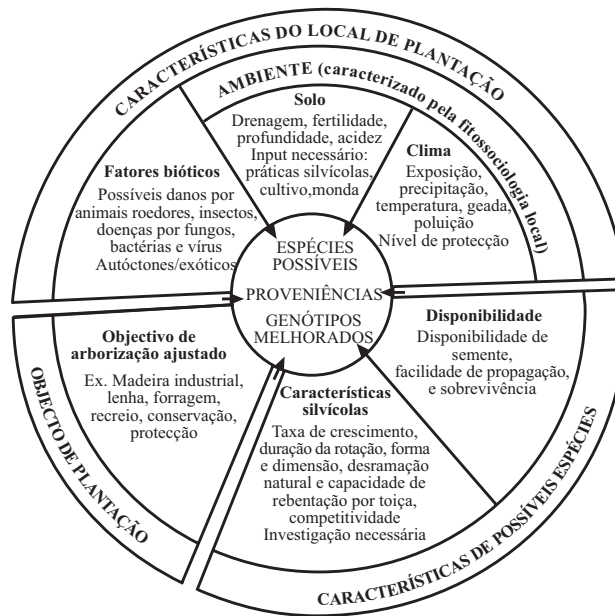 CARACTERÍSTICAS DO LOCAL DE PLANTAÇÃO
AMBIENTE (caracterizado pela fitossociologia local)
Solo
Drenagem, fertilidade,
profundidade, acidez
Input necessário:
práticas silvícolas,
cultivo,monda
Clima
Exposição,
precipitação,
temperatura, geada,
poluição
Nível de protecção
Fatores bióticos
Possíveis danos por
animais roedores, insectos,
doenças por fungos,
bactérias e vírus
Autóctones/exóticos
ESPÉCIES
POSSÍVEIS
PROVENIÊNCIAS
GENÓTIPOS
MELHORADOS
Objectivo de
arborização ajustado
Ex. Madeira industrial,
lenha, forragem,
recreio, conservação,
protecção
Disponibilidade
Disponibilidade de
semente,
facilidade de propagação,
e sobrevivência
Características
silvícolas
Taxa de crescimento,
duração da rotação, forma
e dimensão, desramação
natural e capacidade de
rebentação por toiça,
competitividade
Investigação necessária
OBJECTO DE PLANTAÇÃO
CARACTERÍSTICAS DE POSSÍVEIS ESPÉCIES